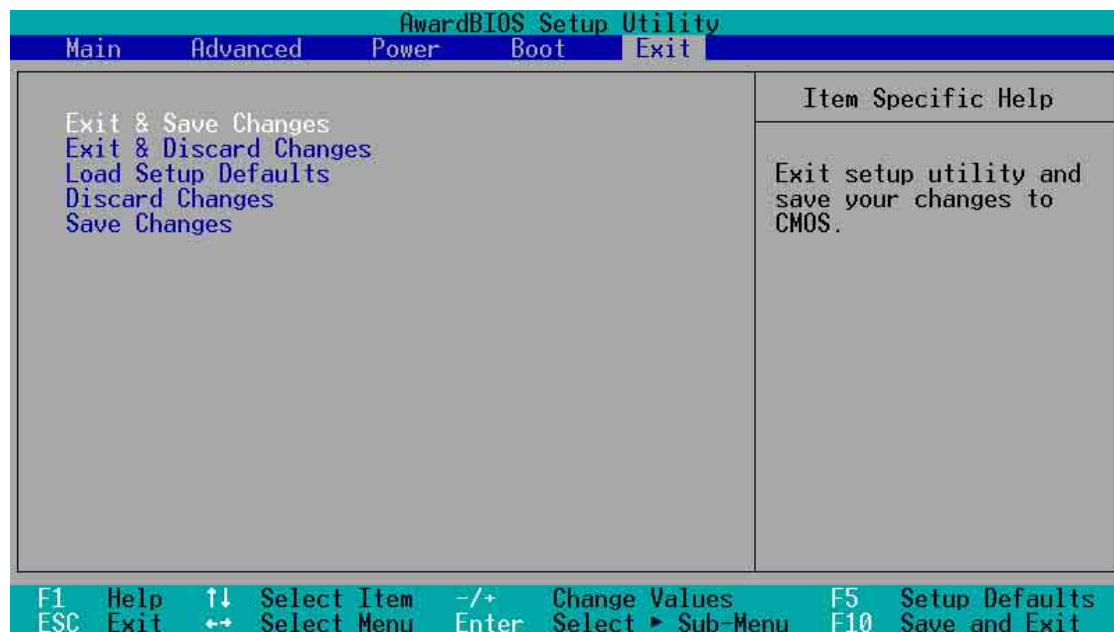 AwardBIOS Setup Utility
Main Advanced Power Boot Exit
Exit & Save Changes
Exit & Discard Changes
Load Setup Defaults
Discard Changes
Save Changes
Item Specific Help
Exit setup utility and
save your changes to
CMOS.
F1 Help ↑↓ Select Item -/+ Change Values F5 Setup Defaults
ESC Exit ←→ Select Menu Enter Select ► Sub-Menu F10 Save and Exit